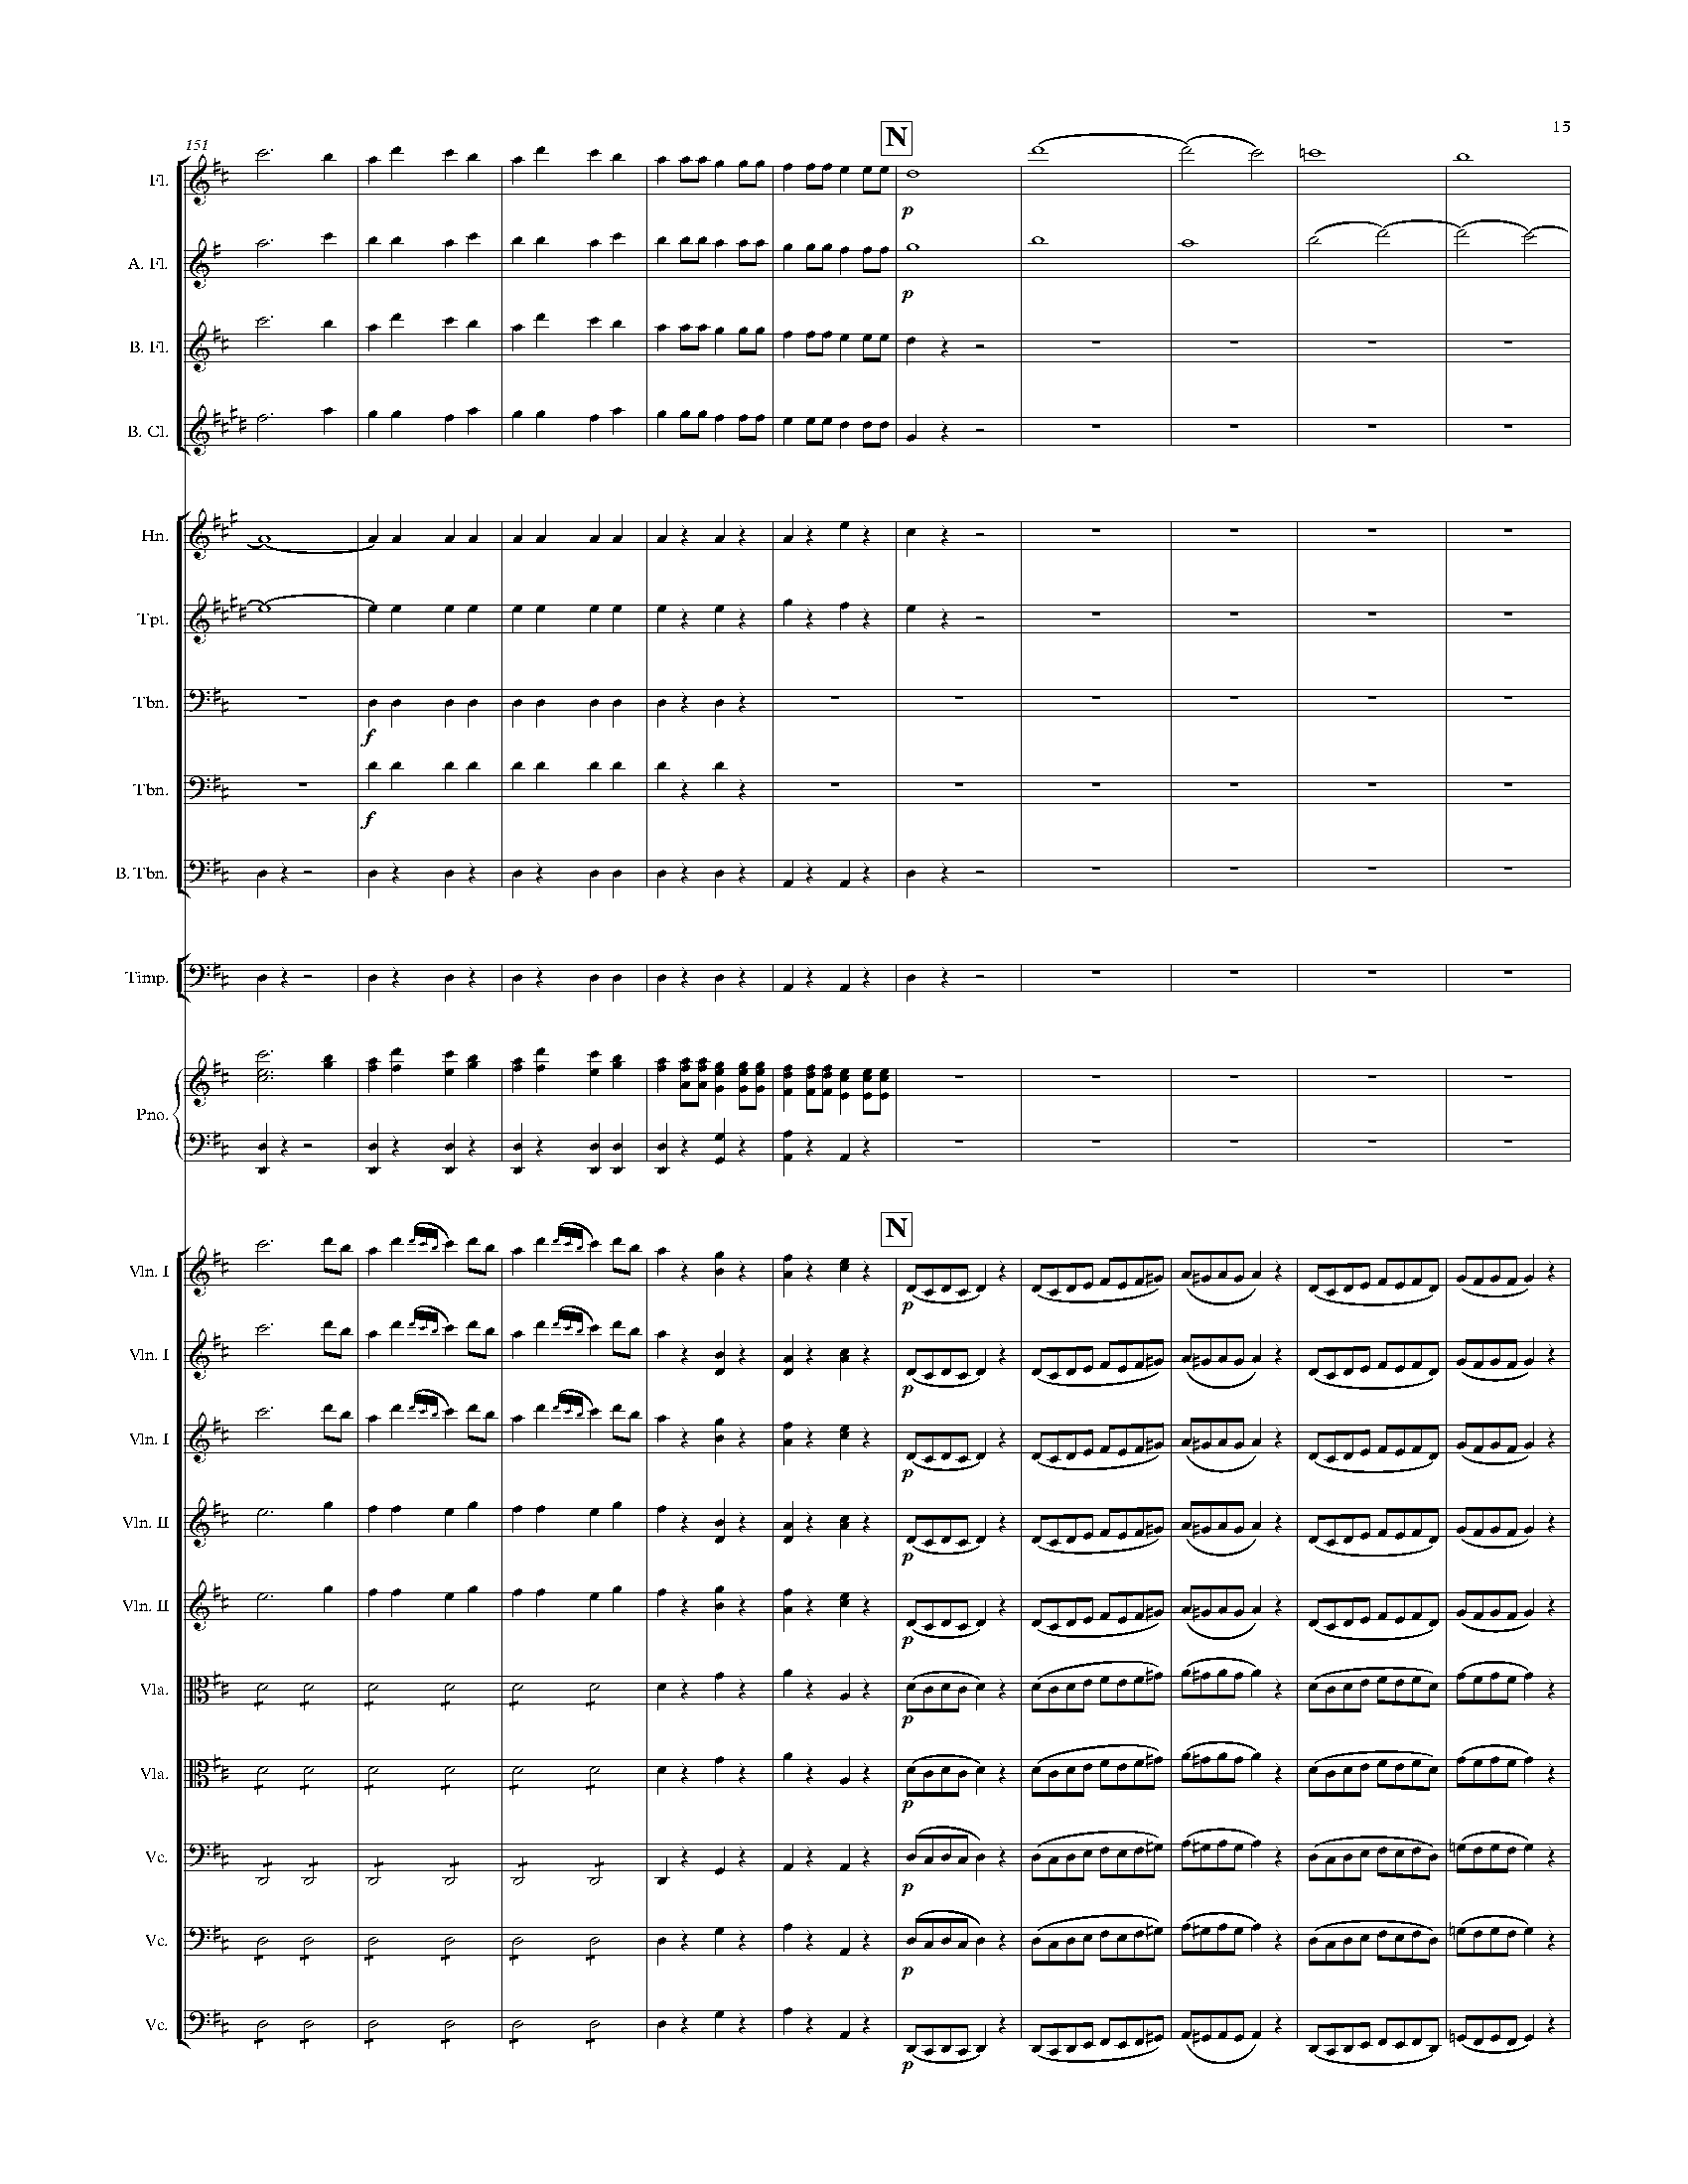 15
N
151
Fl.
p
A. Fl.
p
B. Fl.
B. Cl.
Hn.
Tpt.
Tbn.
f
Tbn.
f
B. Tbn.
Timp.
Pno.
N
Vln. I
p
Vln. I
p
Vln. I
p
Vln. II
p
Vln. II
p
Vla.
p
Vla.
p
Vc.
p
Vc.
p
Vc.
p